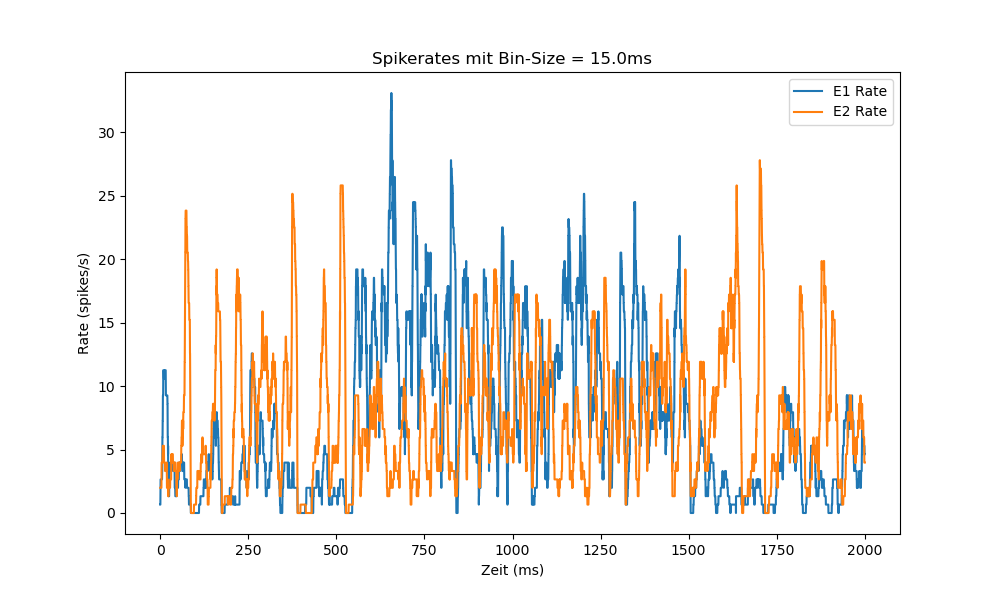 Spikerates mit Bin-Size = 15.0ms
E1 Rate
E2 Rate
Rate (spikes/s)
30
25
20
15
10
5
0
0 250 500 750 1000 1250 1500 1750 2000
Zeit (ms)